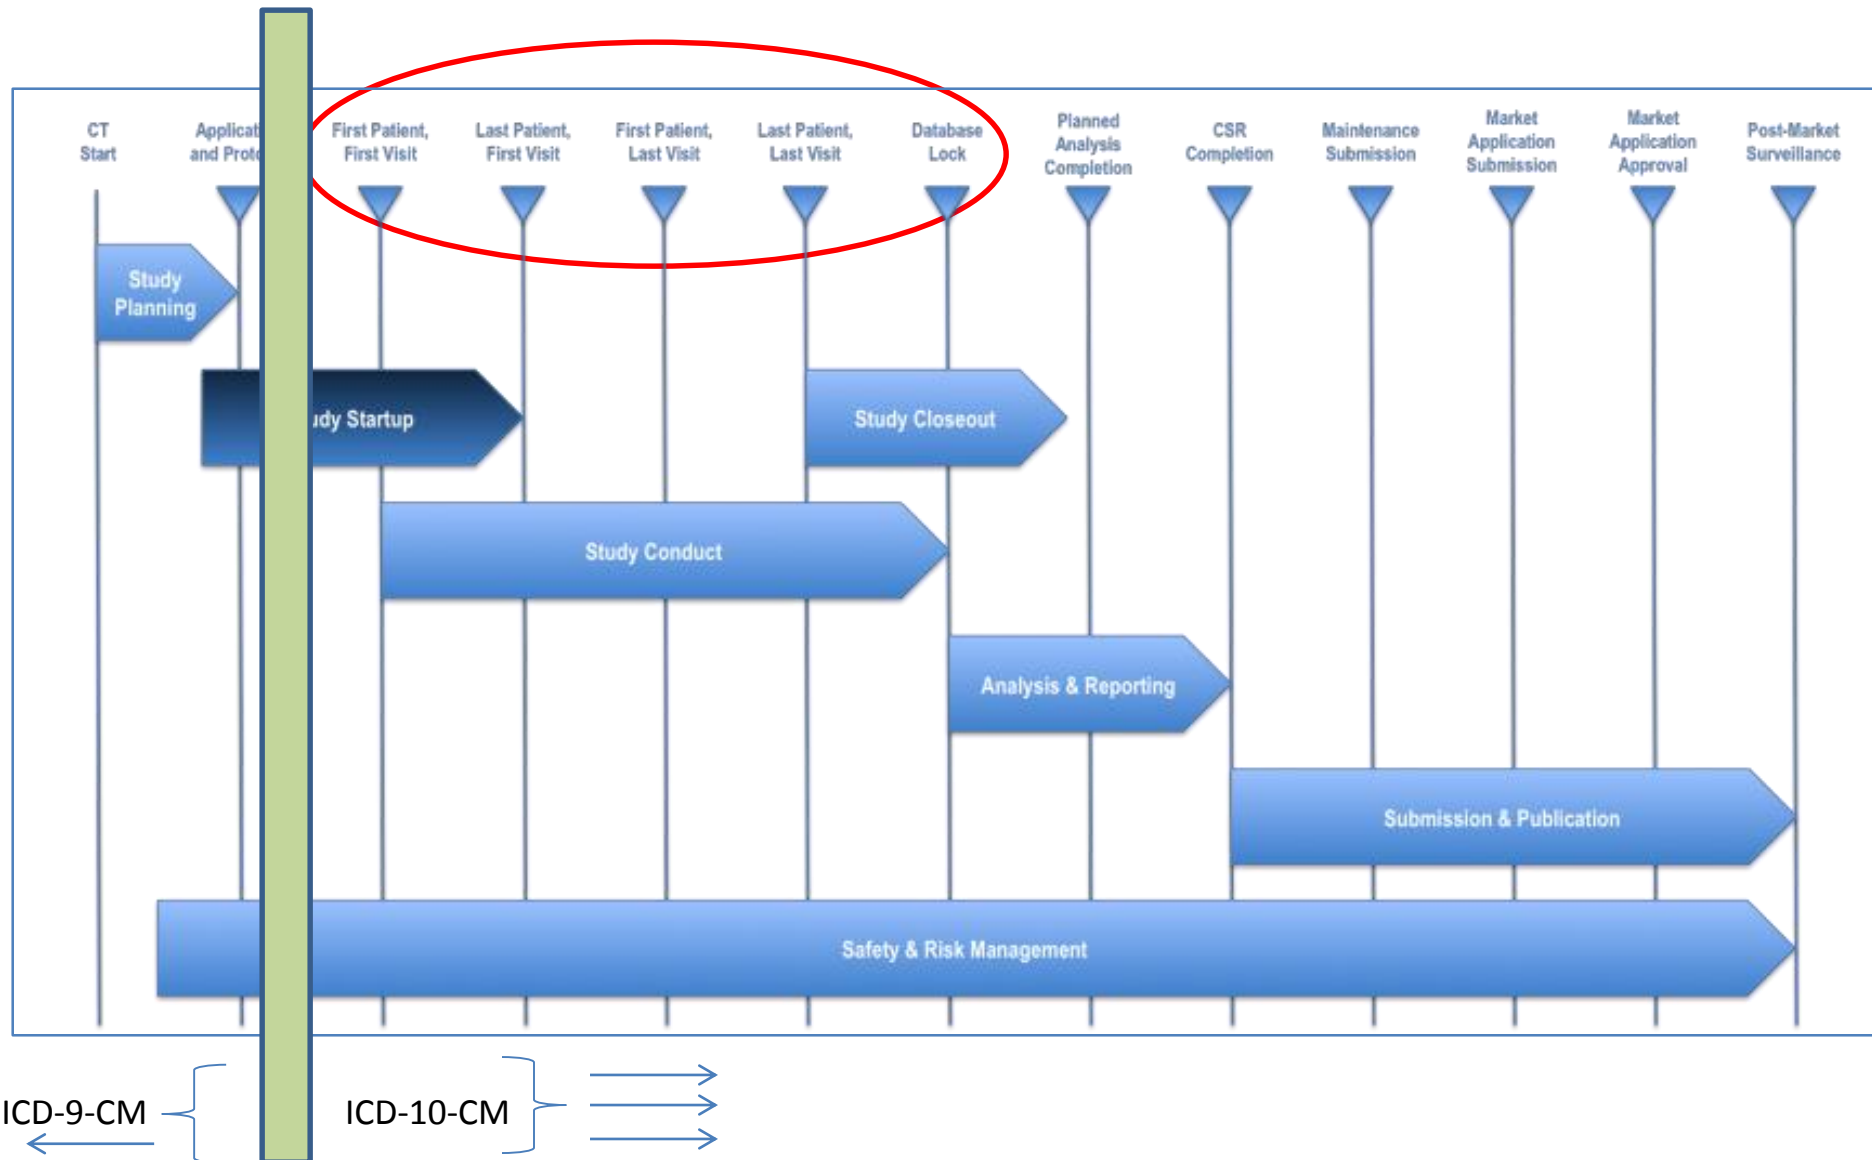 CT
Start
Applicat
and Proto
First Patient,
First Visit
Last Patient,
First Visit
First Patient,
Last Visit
Last Patient,
Last Visit
Database
Lock
Planned
Analysis
Completion
CSR
Completion
Maintenance
Submission
Market
Application
Submission
Market
Application
Approval
Post-Market
Surveillance
Study
Planning
udy Startup
Study Closeout
Study Conduct
Analysis & Reporting
Submission & Publication
Safety & Risk Management
ICD-9-CM
ICD-10-CM